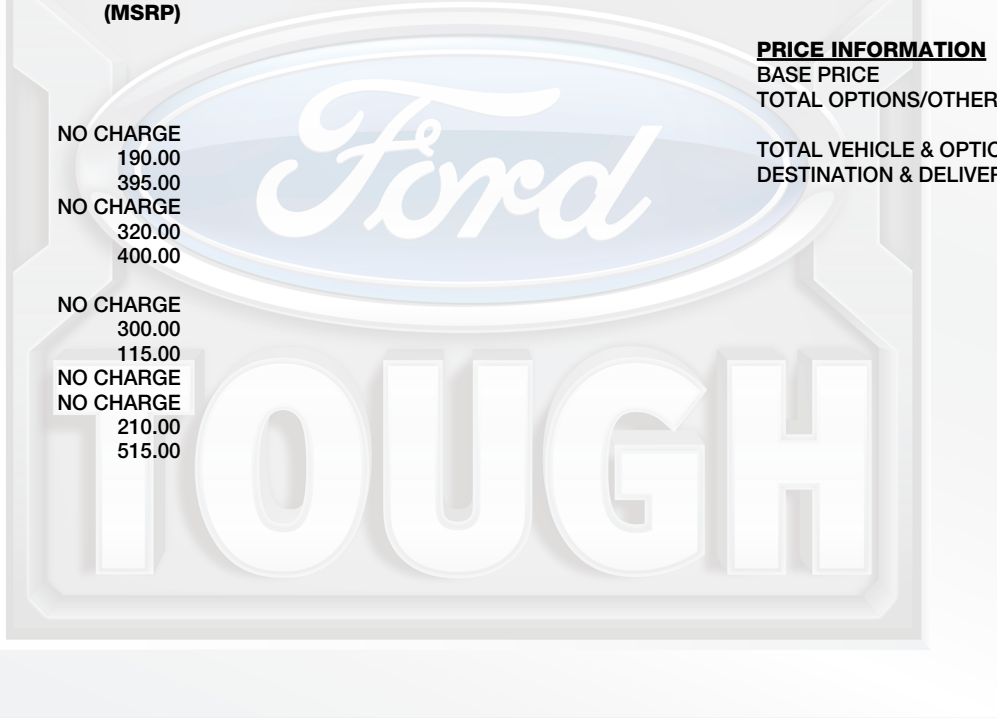 (MSRP)
NO CHARGE
190.00
395.00
NO CHARGE
320.00
400.00
NO CHARGE
300.00
115.00
NO CHARGE
NO CHARGE
210.00
515.00
PRICE INFORMATION
BASE PRICE
TOTAL OPTIONS/OTHER
TOTAL VEHICLE & OPTIO
DESTINATION & DELIVER
Ford
TOUGH